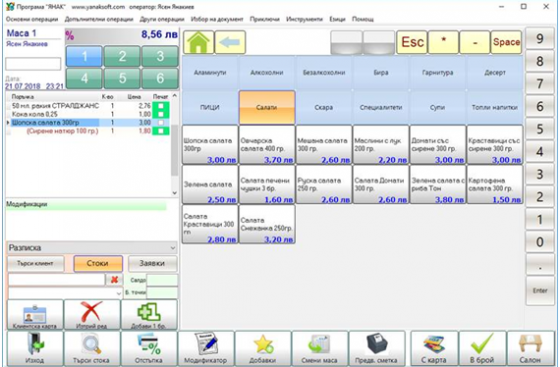 Програма "ЯНАК" www.yanaksoft.com оператор: Ясен Янакиев
Основни операции Допълнителни операции Други операции Избор на документ Приключи Инструменти Езици Помощ
Маса 1 % 8,56 лв
Ясен Янакиев
1 2 3
4 5 6
Дата:
21.07.2018 23:21
Поръчка К-во Цена Печат
50 мл. ракия СТРАЛДЖАНС 1 2,76
Кока кола 0,25 1 1,00
Шопска салата 300гр 1 3,00
(Сирене натюр 100 гр.) 1 1,80
Модификации
Разписка
Търси клиент Стоки Заявки
Салдо
В. точки
Клиентска карта Изтрий ред Добави 1 бр.
Esc * - Space
Аламинути Алкохолни Безалкохолни Бира Гарнитура Десерт
ПИЦИ Салати Скара Специалитети Супи Топли напитки
Шопска салата 300гр 3.00 лв
Овчарска салата 400 гр. 3.70 лв
Мешана салата 300 гр. 2.60 лв
Маслини с лук 200 гр. 2.20 лв
Домати със сирене 300 гр. 3.00 лв
Краставици със сирене 300 гр. 3.00 лв
Зелена салата 2.50 лв
Салата печени чушки 3 бр. 1.60 лв
Руска салата 250 гр. 2.60 лв
Салата Домати 300 гр. 2.60 лв
Зелена салата с риба Тон 3.80 лв
Картофена салата 300 гр. 1.50 лв
Салата Краставици 300 гп 2.80 лв
Салата Снежанка 250гр. 3.20 лв
9
8
7
6
5
4
3
2
1
0
.
Enter
Изход Търси стока Отстъпка Модификатор Добавки Смени маса Предв. сметка С карта В брой Салон